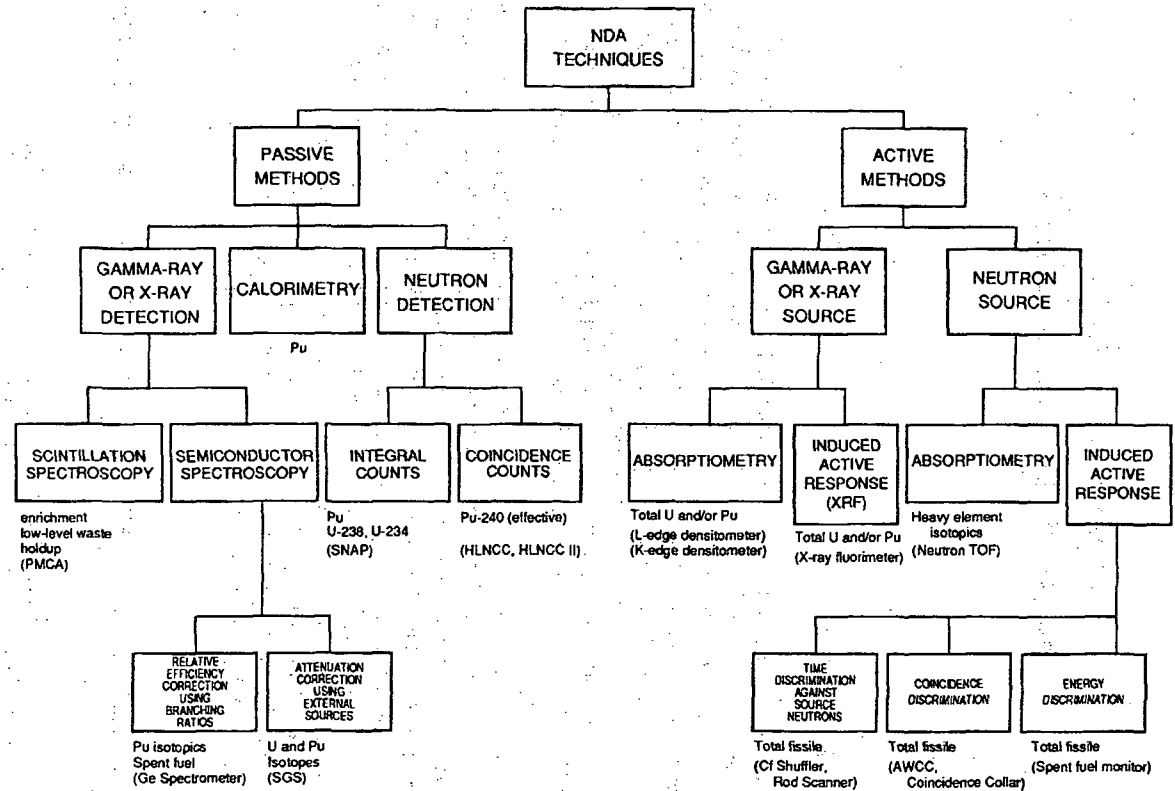 NDA
TECHNIQUES
PASSIVE
METHODS
ACTIVE
METHODS
GAMMA-RAY
OR X-RAY
DETECTION
CALORIMETRY
Pu
NEUTRON
DETECTION
GAMMA-RAY
OR X-RAY
SOURCE
NEUTRON
SOURCE
SCINTILLATION
SPECTROSCOPY
enrichment
low-level waste
holdup
(PMCA)
SEMICONDUCTOR
SPECTROSCOPY
INTEGRAL
COUNTS
Pu
U-238, U-234
(SNAP)
COINCIDENCE
COUNTS
Pu-240 (effective)
(HLNCC, HLNCC II)
ABSORPTIOMETRY
Total U and/or Pu
(L-edge densitometer)
(K-edge densitometer)
INDUCED
ACTIVE
RESPONSE
(XRF)
Total U and/or Pu
(X-ray fluorimeter)
ABSORPTIOMETRY
Heavy element
isotopics
(Neutron TOF)
INDUCED
ACTIVE
RESPONSE
RELATIVE
EFFICIENCY
CORRECTION
USING
BRANCHING
RATIOS
Pu isotopics
Spent fuel
(Ge Spectrometer)
ATTENUATION
CORRECTION
USING
EXTERNAL
SOURCES
U and Pu
Isotopes
(SGS)
TIME
DISCRIMINATION
AGAINST
SOURCE
NEUTRONS
Total fissile
(Cf Shuffler,
Rod Scanner)
COINCIDENCE
DISCRIMINATION
Total fissile
(AWCC,
Coincidence Collar)
ENERGY
DISCRIMINATION
Total fissile
(Spent fuel monitor)